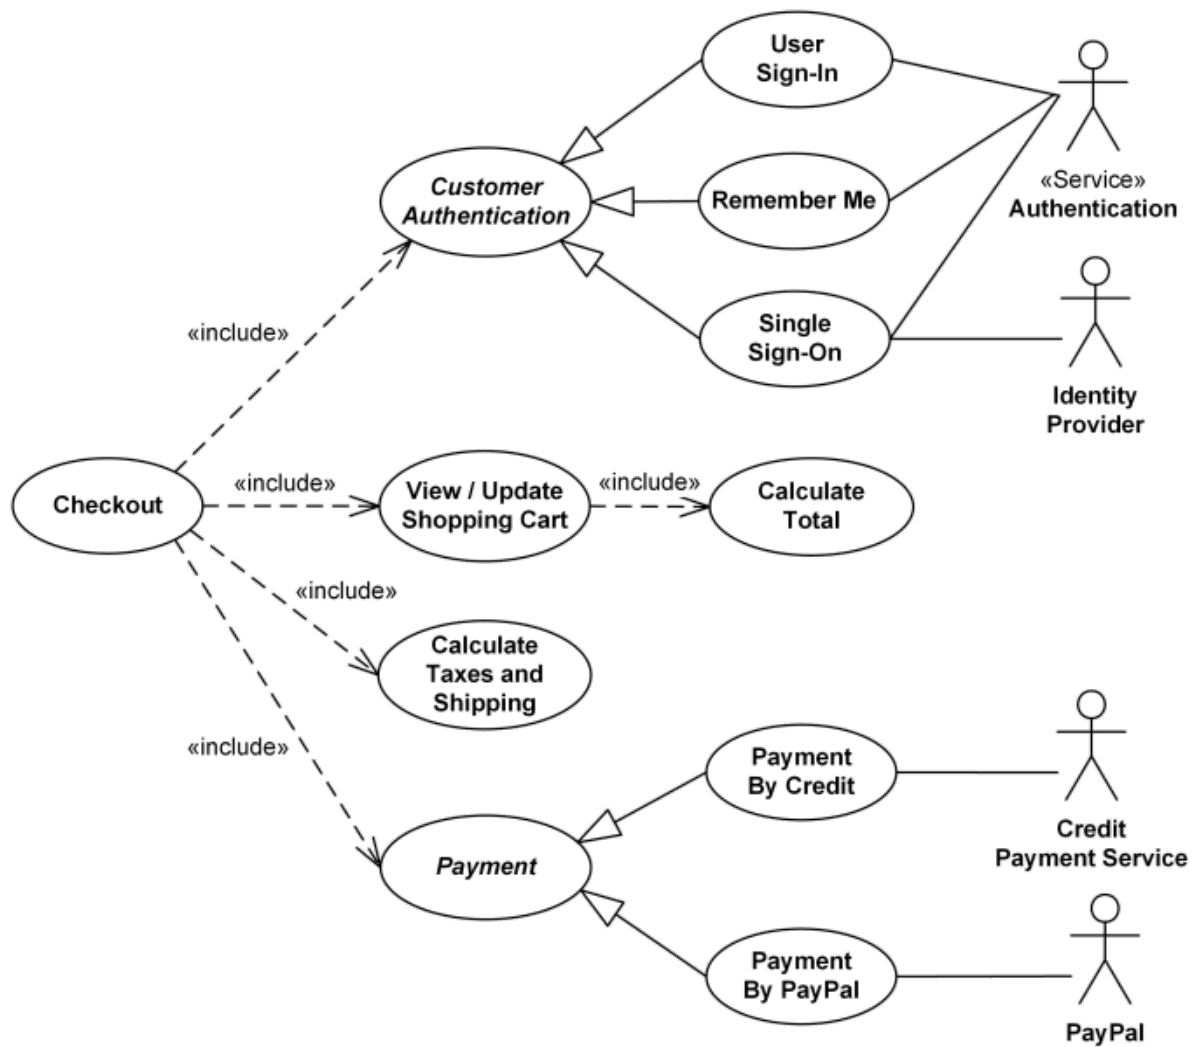 User
Sign-In
«Service»
Authentication
Customer
Authentication
Remember Me
«include»
Single
Sign-On
Identity
Provider
Checkout
«include»
View / Update
Shopping Cart
«include»
Calculate
Total
«include»
Calculate
Taxes and
Shipping
«include»
Payment
By Credit
Credit
Payment Service
Payment
Payment
By PayPal
PayPal